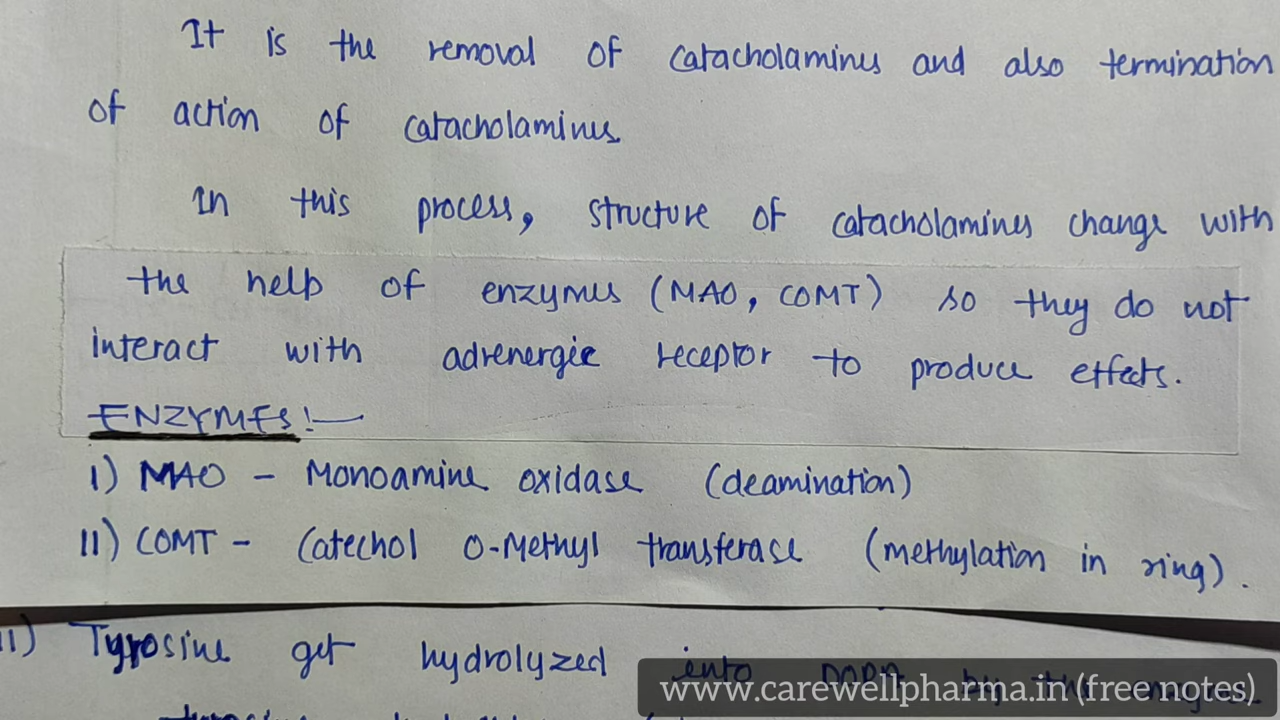 It is the removal of catacholamines and also termination
of action of catacholamines
In this process, structure of catacholamines change with
the help of enzymes (MAO, COMT) so they do not
interact with adrenergic receptor to produce effects.
ENZYMES:—
I) MAO - Monoamine oxidase (deamination)
II) COMT - Catechol O-Methyl transferase (methylation in ring).
II) Tyrosine get hydrolyzed into DOPA by the
www.carewellpharma.in (free notes)